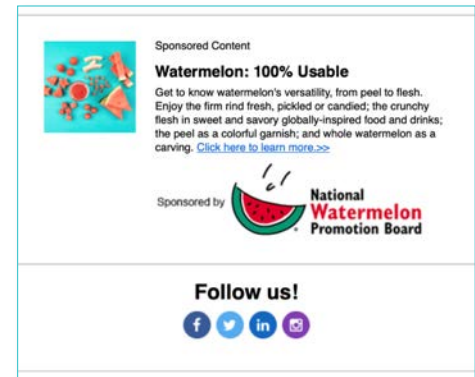 Sponsored Content
Watermelon: 100% Usable
Get to know watermelon's versatility, from peel to flesh.
Enjoy the firm rind fresh, pickled or candied; the crunchy
flesh in sweet and savory globally-inspired food and drinks;
the peel as a colorful garnish; and whole watermelon as a
carving. Click here to learn more.>>
Sponsored by
National
Watermelon
Promotion Board
Follow us!